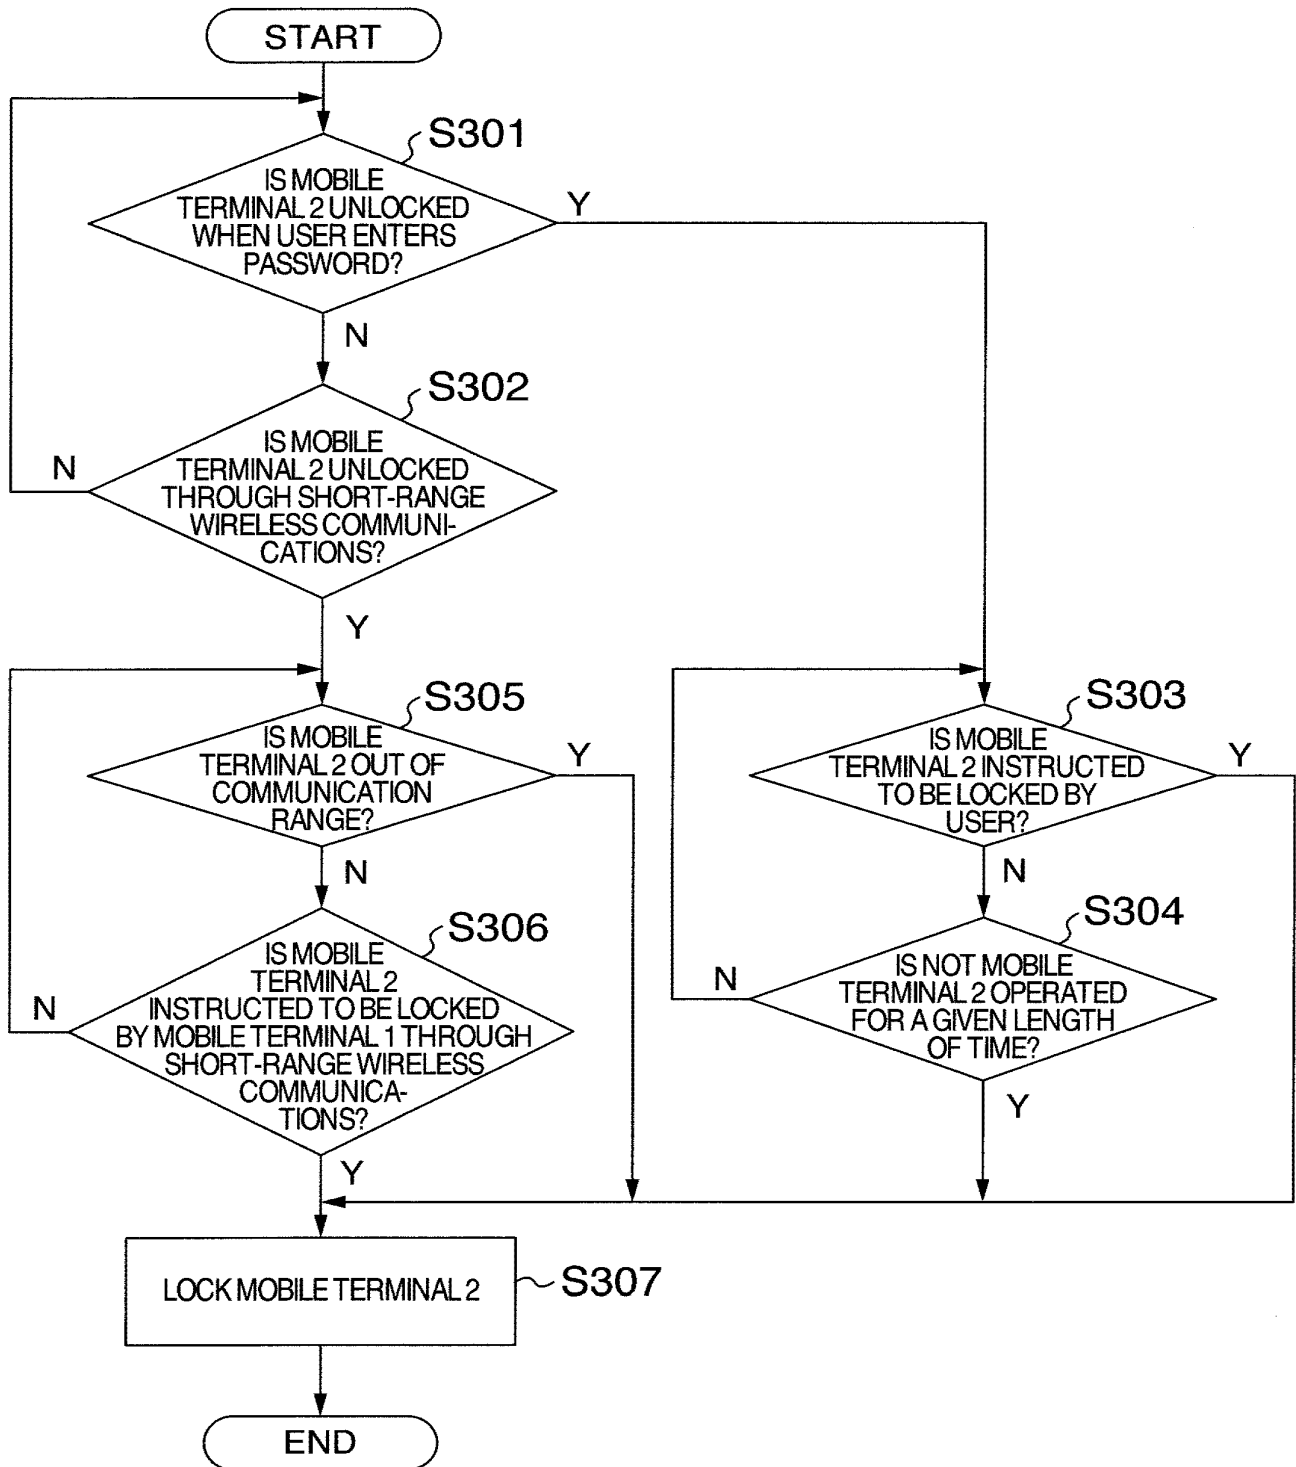 START
S301
IS MOBILE
TERMINAL 2 UNLOCKED
WHEN USER ENTERS
PASSWORD?
Y
N
S302
IS MOBILE
TERMINAL 2 UNLOCKED
THROUGH SHORT-RANGE
WIRELESS COMMUNI-
CATIONS?
N
Y
S305
IS MOBILE
TERMINAL 2 OUT OF
COMMUNICATION
RANGE?
Y
N
S306
IS MOBILE
TERMINAL 2
INSTRUCTED TO BE LOCKED
BY MOBILE TERMINAL 1 THROUGH
SHORT-RANGE WIRELESS
COMMUNICA-
TIONS?
N
Y
S303
IS MOBILE
TERMINAL 2 INSTRUCTED
TO BE LOCKED BY
USER?
Y
N
S304
IS NOT MOBILE
TERMINAL 2 OPERATED
FOR A GIVEN LENGTH
OF TIME?
N
Y
LOCK MOBILE TERMINAL 2
S307
END